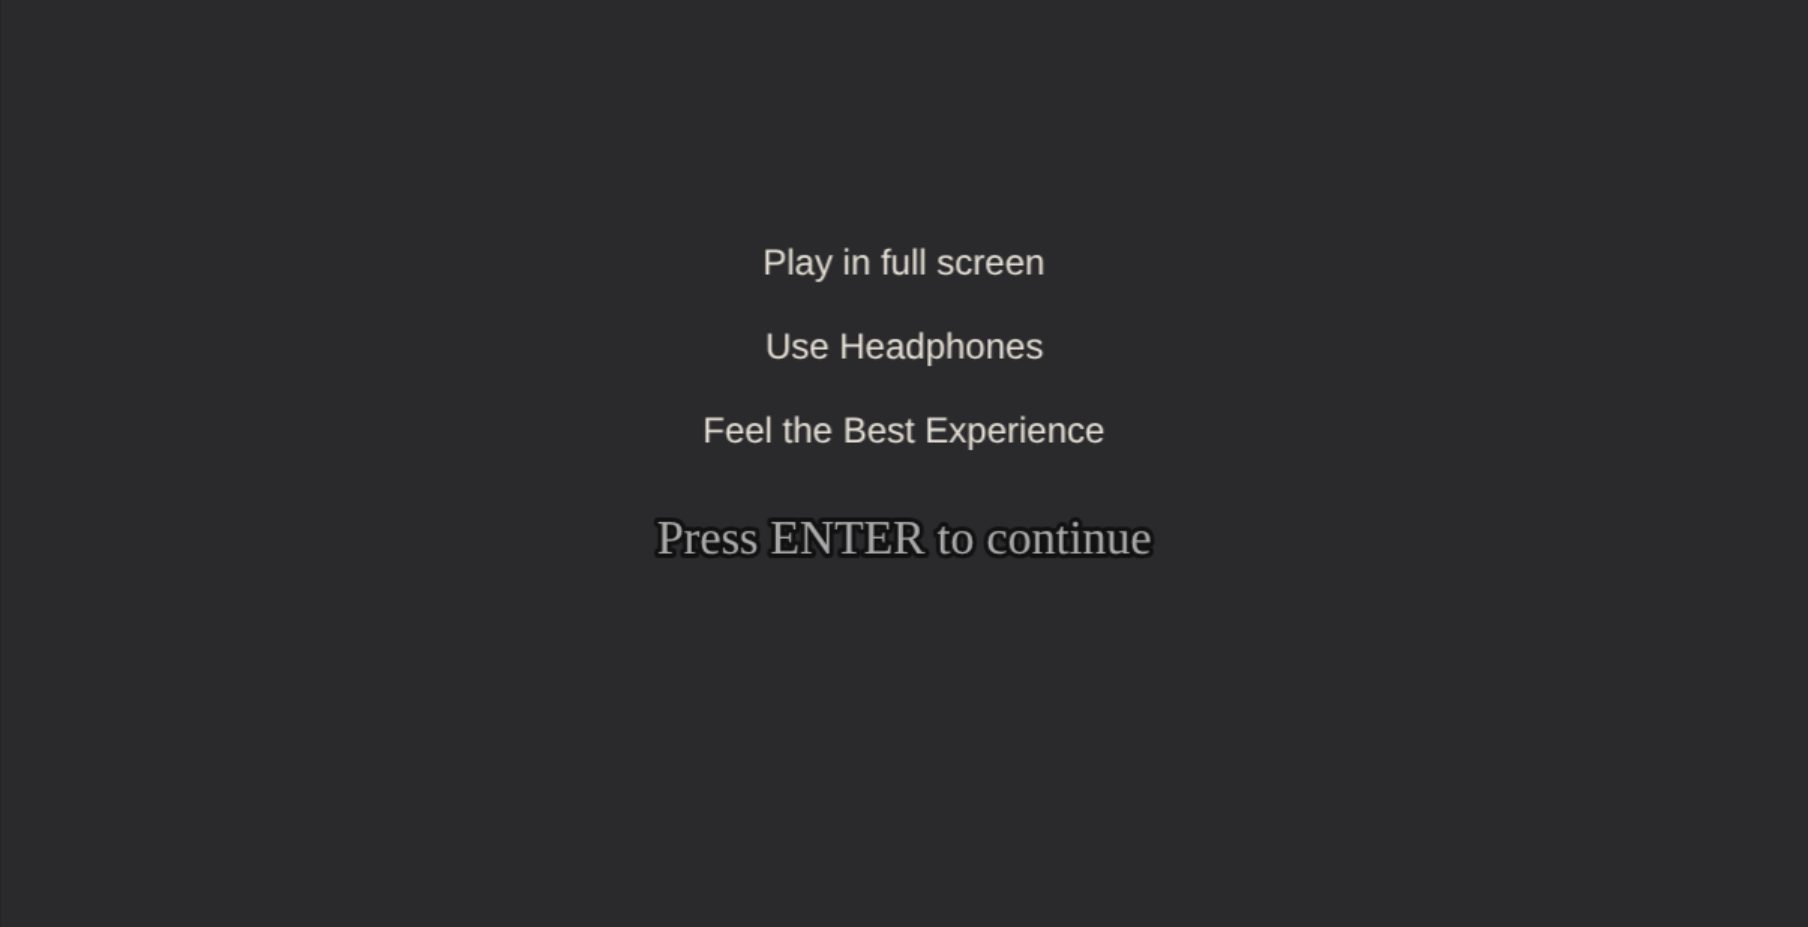 Play in full screen
Use Headphones
Feel the Best Experience
Press ENTER to continue